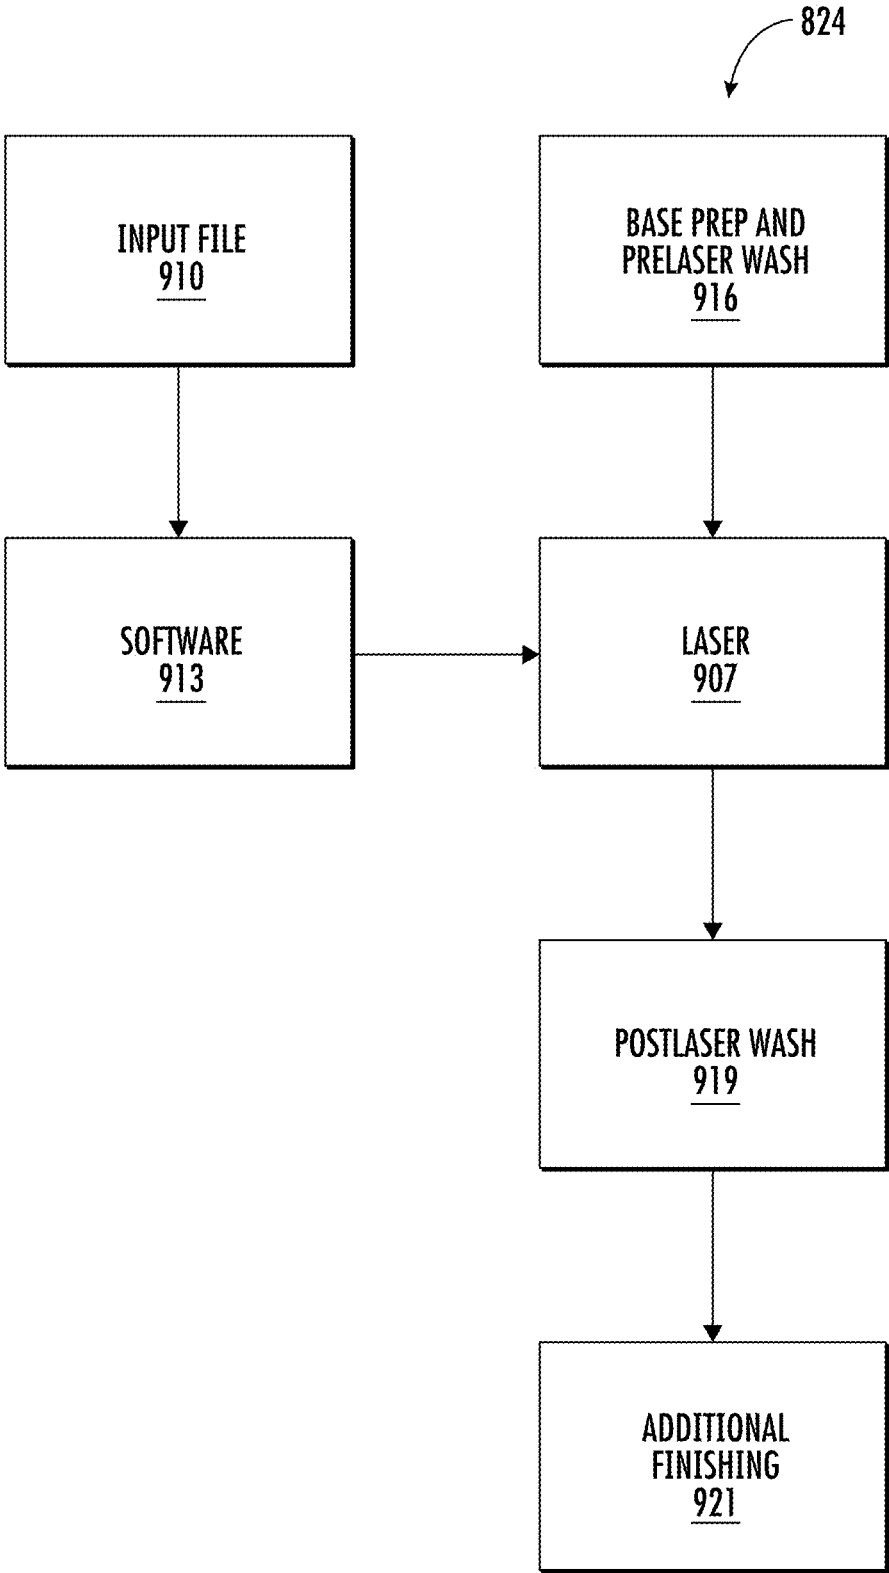 824
INPUT FILE
910
BASE PREP AND
PRELASER WASH
916
SOFTWARE
913
LASER
907
POSTLASER WASH
919
ADDITIONAL
FINISHING
921